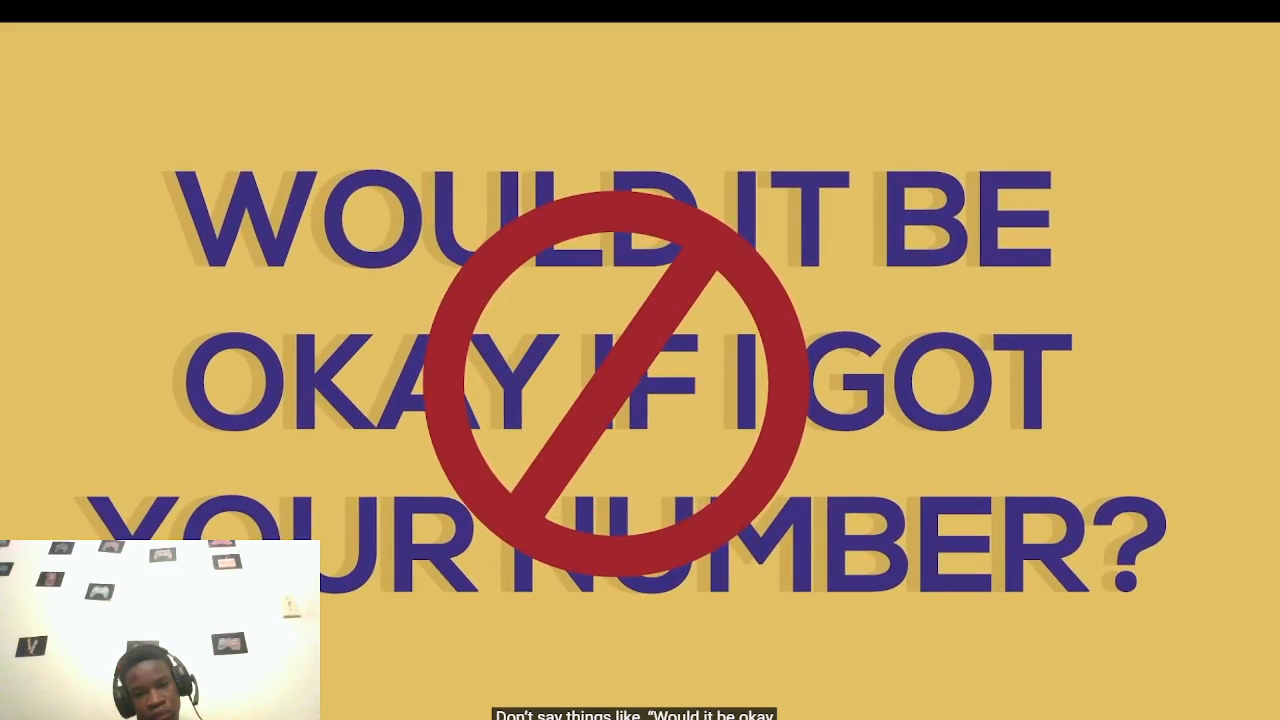 WOULD IT BE
OKAY IF I GOT
YOUR NUMBER?
Don't say things like, “Would it be okay